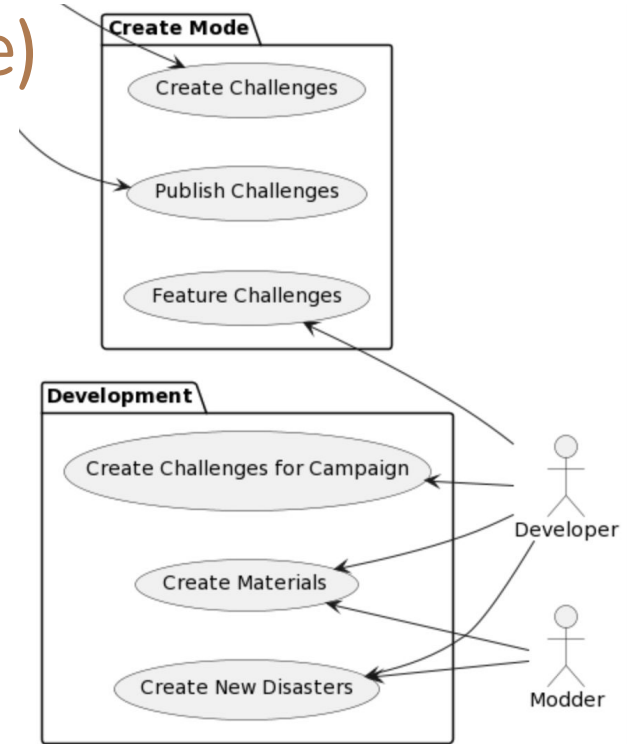 e)
Create Mode
Create Challenges
Publish Challenges
Feature Challenges
Development
Create Challenges for Campaign
Developer
Create Materials
Create New Disasters
Modder